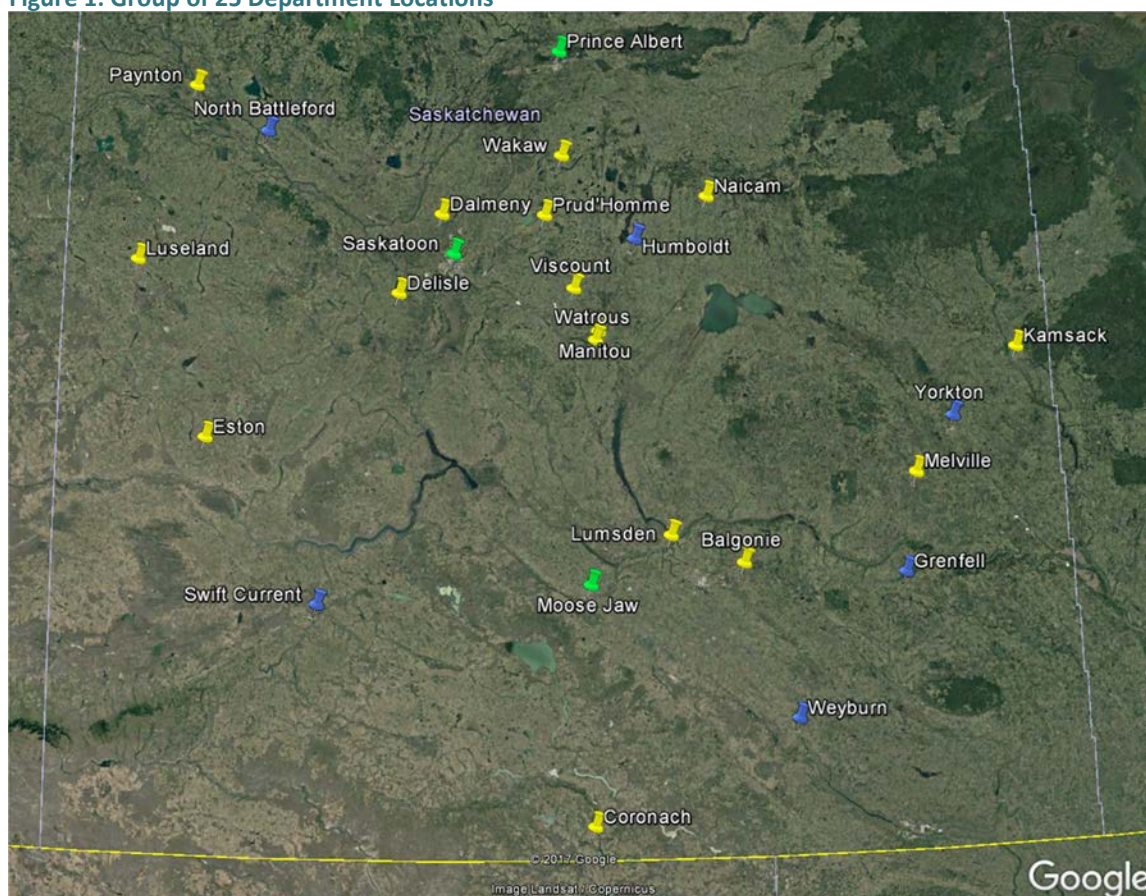 Figure 1: Group of 25 Department Locations
Prince Albert
Paynton
North Battleford
Saskatchewan
Wakaw
Naicam
Dalmeny
Prud'Homme
Saskatoon
Humboldt
Luseland
Viscount
Delisle
Watrous
Manitou
Kamsack
Yorkton
Eston
Melville
Lumsden
Balgonie
Grenfell
Swift Current
Moose Jaw
Weyburn
Coronach
© 2017 Google
Image Landsat / Copernicus
Google